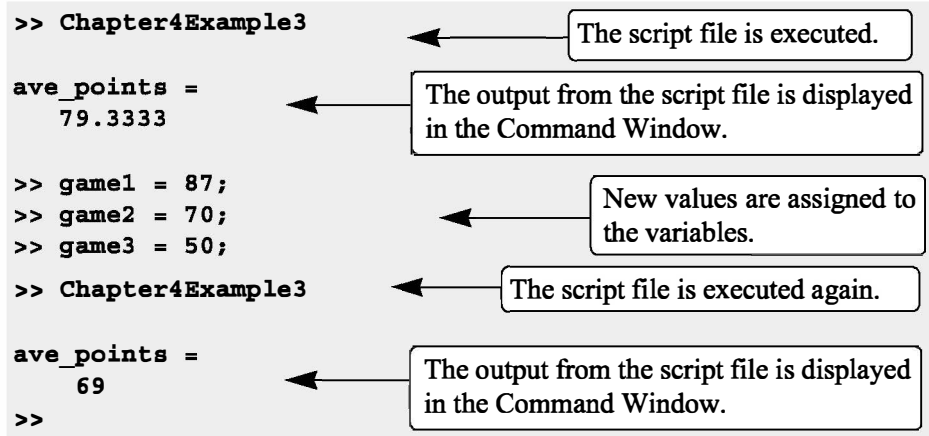 >> Chapter4Example3
The script file is executed.
ave_points =
79.3333
The output from the script file is displayed
in the Command Window.
>> game1 = 87;
>> game2 = 70;
>> game3 = 50;
New values are assigned to
the variables.
>> Chapter4Example3
The script file is executed again.
ave_points =
69
The output from the script file is displayed
in the Command Window.
>>